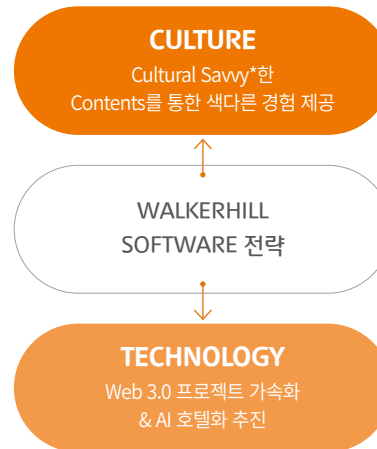 CULTURE
Cultural Savvy*한
Contents를 통한 색다른 경험 제공
WALKERHILL
SOFTWARE 전략
TECHNOLOGY
Web 3.0 프로젝트 가속화
& AI 호텔화 추진